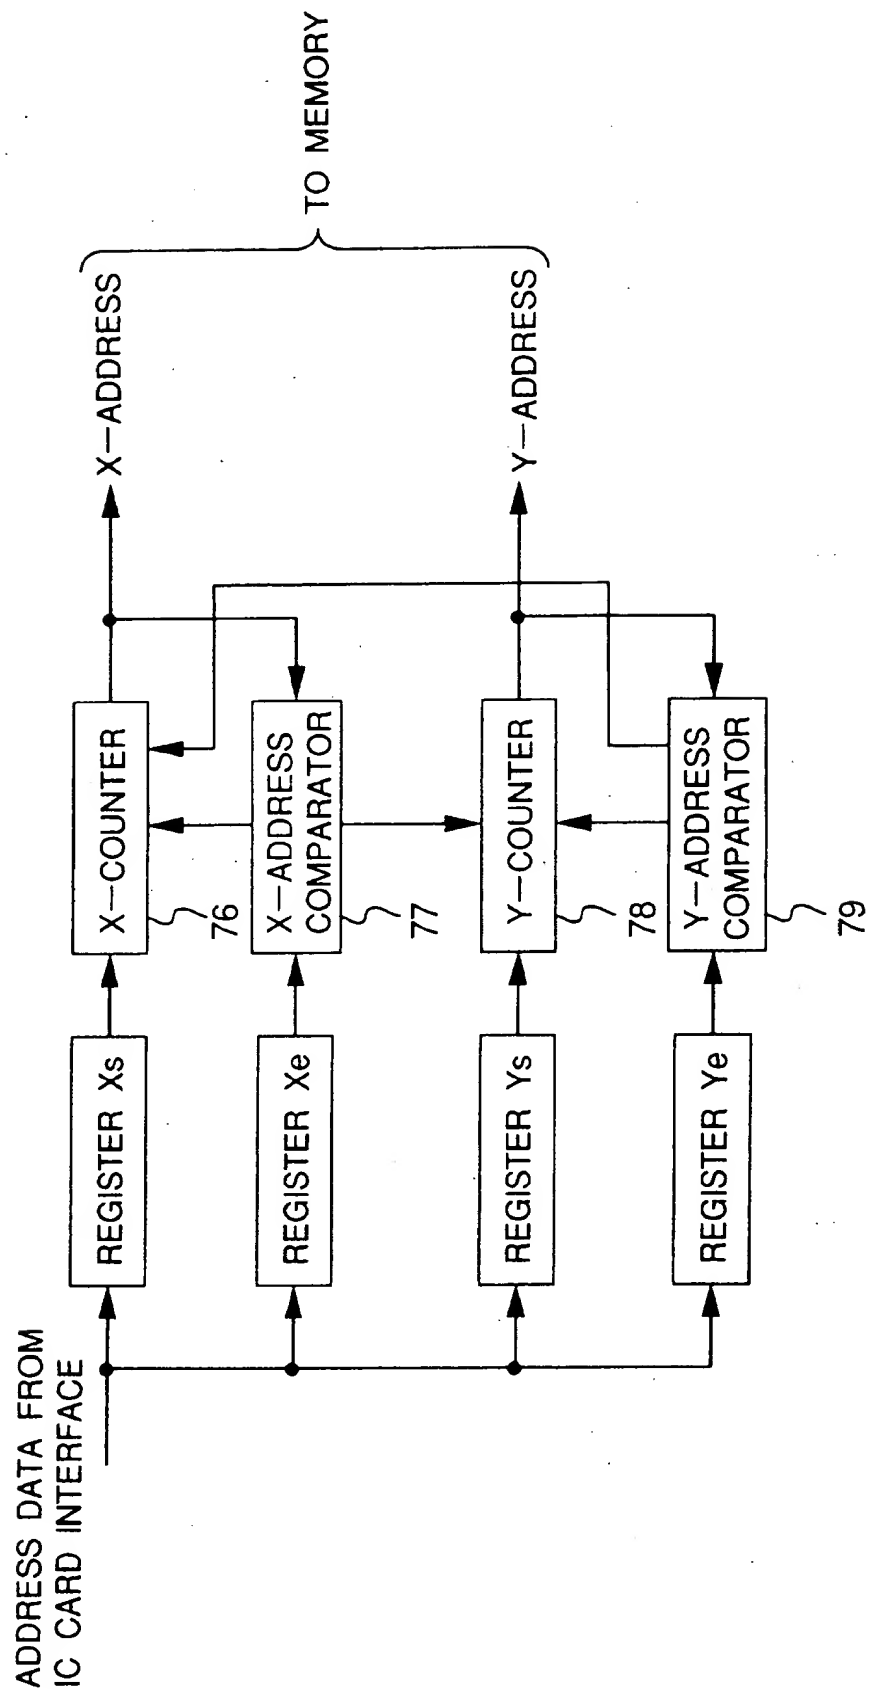 ADDRESS DATA FROM
IC CARD INTERFACE
REGISTER Xs
X–COUNTER
76
X–ADDRESS
REGISTER Xe
X–ADDRESS
COMPARATOR
77
TO MEMORY
REGISTER Ys
Y–COUNTER
78
Y–ADDRESS
REGISTER Ye
Y–ADDRESS
COMPARATOR
79